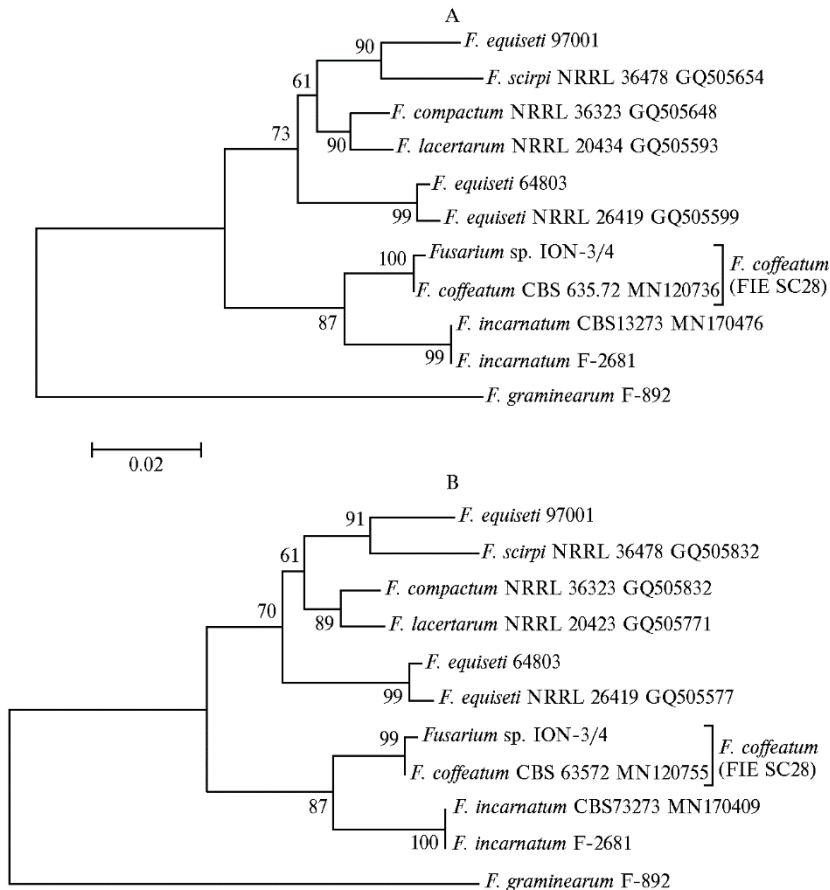 A
F. equiseti 97001
90
F. scirpi NRRL 36478 GQ505654
61
F. compactum NRRL 36323 GQ505648
73
90
F. lacertarum NRRL 20434 GQ505593
F. equiseti 64803
99
F. equiseti NRRL 26419 GQ505599
Fusarium sp. ION-3/4
100
F. coffeatum
F. coffeatum CBS 635.72 MN120736
(FIE SC28)
87
F. incarnatum CBS13273 MN170476
99
F. incarnatum F-2681
F. graminearum F-892
0.02
B
91
F. equiseti 97001
F. scirpi NRRL 36478 GQ505832
61
F. compactum NRRL 36323 GQ505832
70
89
F. lacertarum NRRL 20423 GQ505771
F. equiseti 64803
99
F. equiseti NRRL 26419 GQ505577
99
Fusarium sp. ION-3/4
F. coffeatum
F. coffeatum CBS 63572 MN120755
(FIE SC28)
87
F. incarnatum CBS73273 MN170409
100
F. incarnatum F-2681
F. graminearum F-892